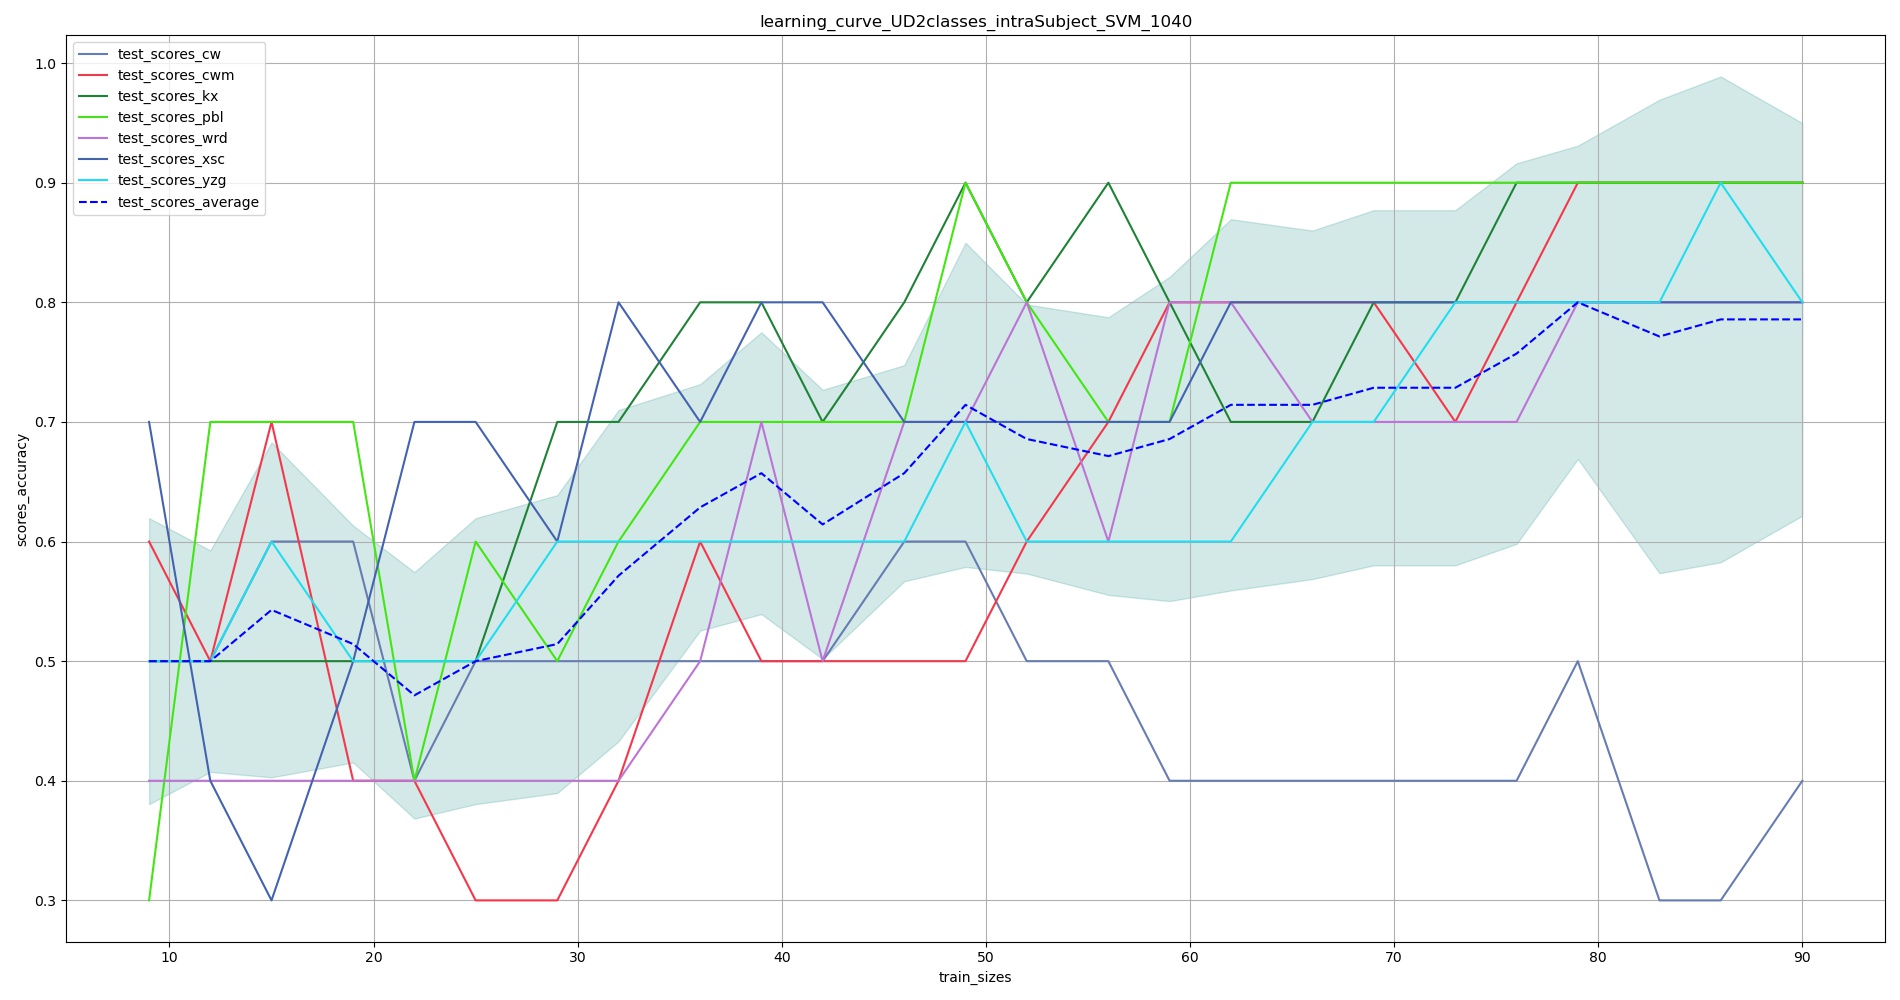 learning_curve_UD2classes_intraSubject_SVM_1040
test_scores_cw
test_scores_cwm
test_scores_kx
test_scores_pbl
test_scores_wrd
test_scores_xsc
test_scores_yzg
test_scores_average
scores_accuracy
1.0
0.9
0.8
0.7
0.6
0.5
0.4
0.3
10 20 30 40 50 60 70 80 90
train_sizes